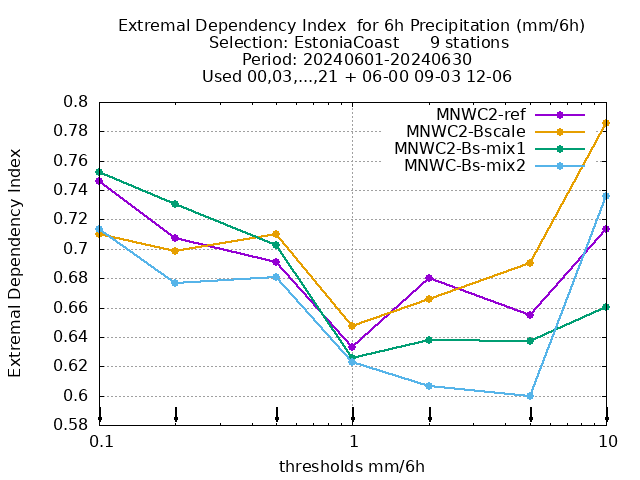 Extremal Dependency Index  for 6h Precipitation (mm/6h)
Selection: EstoniaCoast      9 stations
Period: 20240601-20240630
Used 00,03,...,21 + 06-00 09-03 12-06
MNWC2-ref
MNWC2-Bscale
MNWC2-Bs-mix1
MNWC-Bs-mix2
Extremal Dependency Index
0.8
0.78
0.76
0.74
0.72
0.7
0.68
0.66
0.64
0.62
0.6
0.58
0.1
1
10
thresholds mm/6h